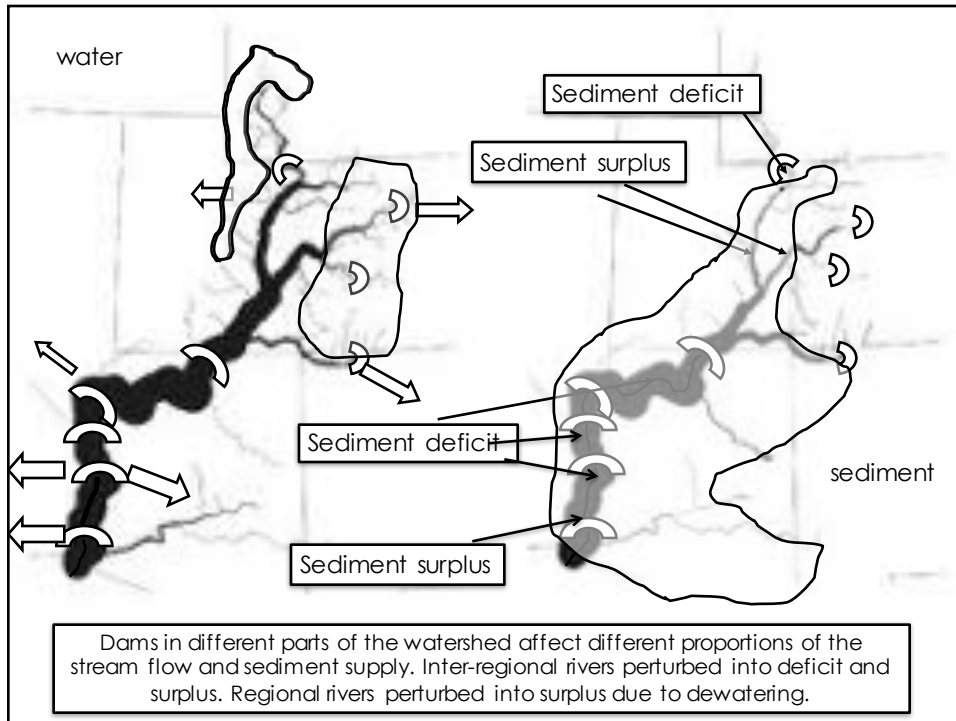 water
Sediment deficit
Sediment surplus
Sediment deficit
sediment
Sediment surplus
Dams in different parts of the watershed affect different proportions of the
stream flow and sediment supply. Inter-regional rivers perturbed into deficit and
surplus. Regional rivers perturbed into surplus due to dewatering.